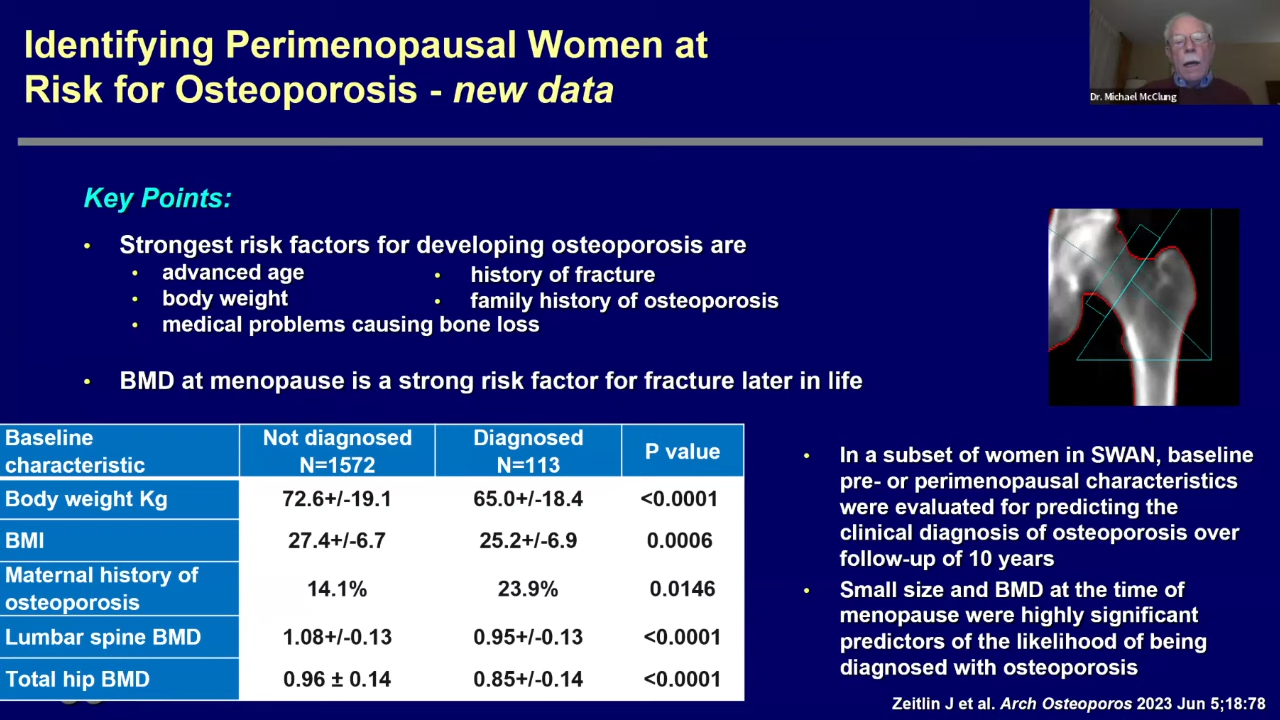 Identifying Perimenopausal Women at
Risk for Osteoporosis - new data
Dr. Michael McClung
Key Points:
• Strongest risk factors for developing osteoporosis are
• advanced age
• history of fracture
• body weight
• family history of osteoporosis
• medical problems causing bone loss
• BMD at menopause is a strong risk factor for fracture later in life
Baseline characteristic | Not diagnosed N=1572 | Diagnosed N=113 | P value
Body weight Kg | 72.6+/-19.1 | 65.0+/-18.4 | <0.0001
BMI | 27.4+/-6.7 | 25.2+/-6.9 | 0.0006
Maternal history of osteoporosis | 14.1% | 23.9% | 0.0146
Lumbar spine BMD | 1.08+/-0.13 | 0.95+/-0.13 | <0.0001
Total hip BMD | 0.96 ± 0.14 | 0.85+/-0.14 | <0.0001
• In a subset of women in SWAN, baseline
pre- or perimenopausal characteristics
were evaluated for predicting the
clinical diagnosis of osteoporosis over
follow-up of 10 years
• Small size and BMD at the time of
menopause were highly significant
predictors of the likelihood of being
diagnosed with osteoporosis
Zeitlin J et al. Arch Osteoporos 2023 Jun 5;18:78